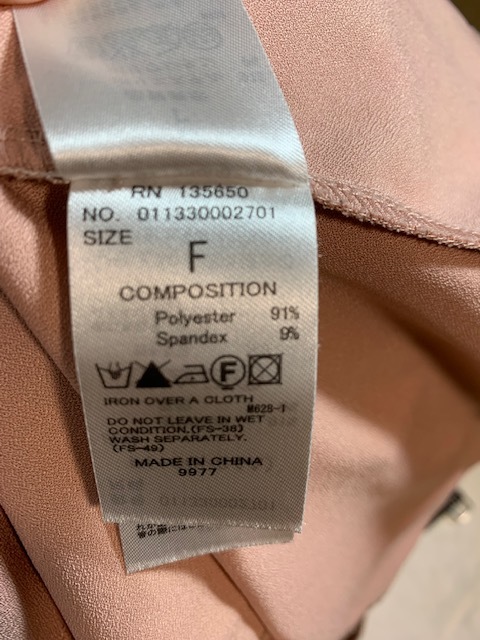 RN 135650
NO. 011330002701
SIZE
F
COMPOSITION
Polyester 91%
Spandex 9%
F
IRON OVER A CLOTH
M628-1
DO NOT LEAVE IN WET
CONDITION.(FS-38)
WASH SEPARATELY.
(FS-49)
MADE IN CHINA
9977